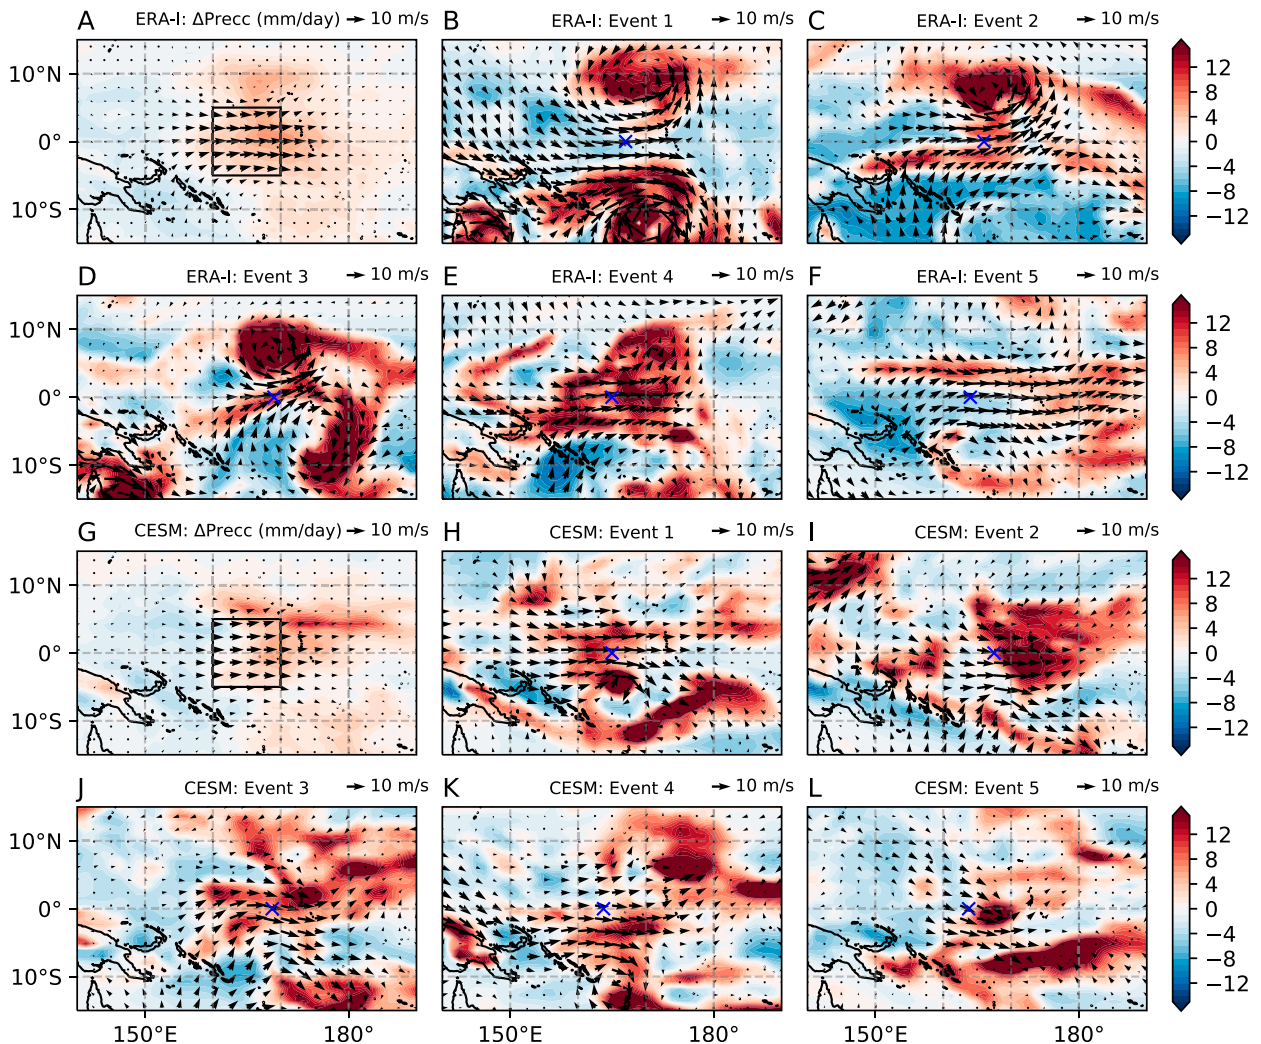 A ERA-I: ΔPrecc (mm/day) 10 m/s
B ERA-I: Event 1 10 m/s
C ERA-I: Event 2 10 m/s
10°N
0°
10°S
12
8
4
0
−4
−8
−12
D ERA-I: Event 3 10 m/s
E ERA-I: Event 4 10 m/s
F ERA-I: Event 5 10 m/s
10°N
0°
10°S
12
8
4
0
−4
−8
−12
G CESM: ΔPrecc (mm/day) 10 m/s
H CESM: Event 1 10 m/s
I CESM: Event 2 10 m/s
10°N
0°
10°S
12
8
4
0
−4
−8
−12
J CESM: Event 3 10 m/s
K CESM: Event 4 10 m/s
L CESM: Event 5 10 m/s
10°N
0°
10°S
12
8
4
0
−4
−8
−12
150°E 180° 150°E 180° 150°E 180°